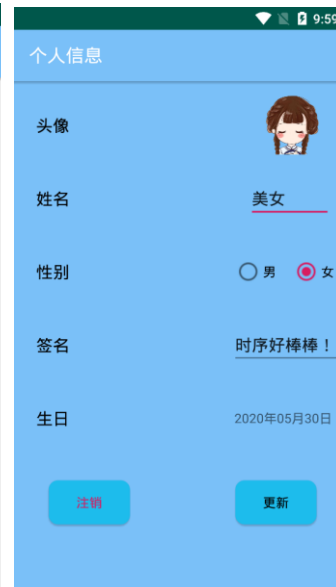 9:59
个人信息
头像
姓名 美女
性别 男 女
签名 时序好棒棒！
生日 2020年05月30日
注销 更新